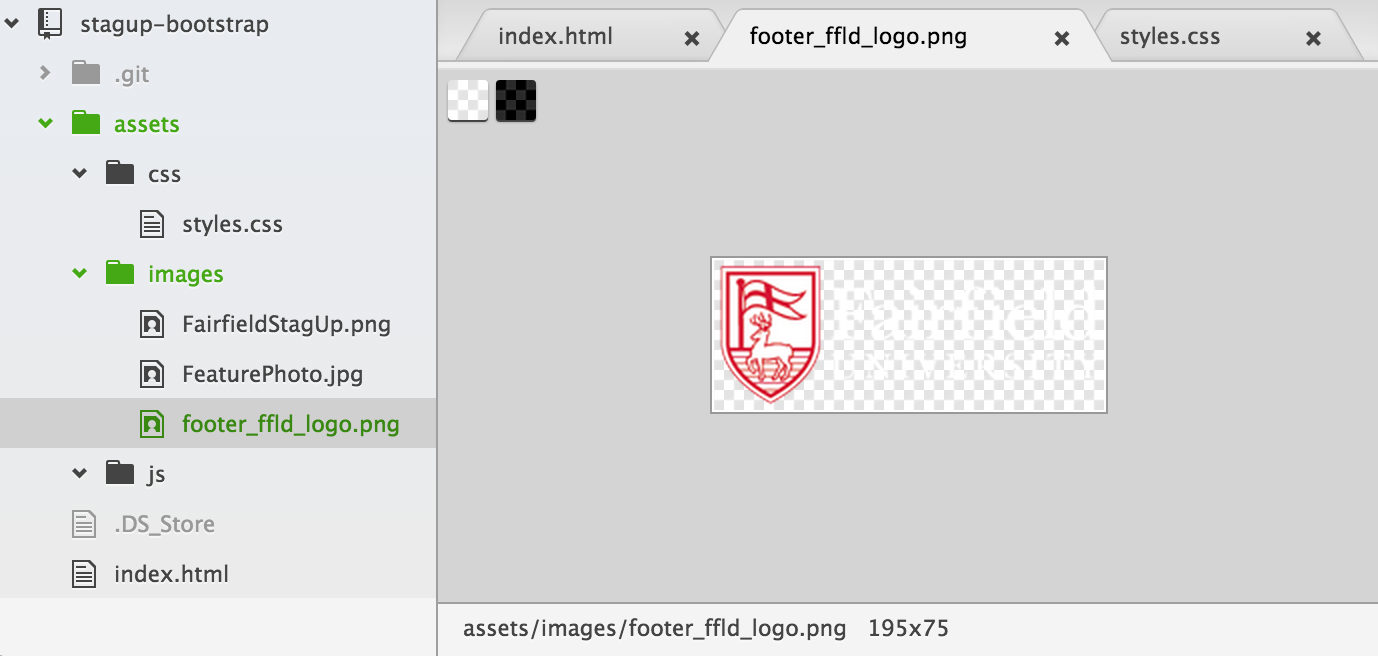 stagup-bootstrap
.git
assets
css
styles.css
images
FairfieldStagUp.png
FeaturePhoto.jpg
footer_ffld_logo.png
js
.DS_Store
index.html
index.html
footer_ffld_logo.png
styles.css
Fairfield
UNIVERSITY
assets/images/footer_ffld_logo.png 195x75